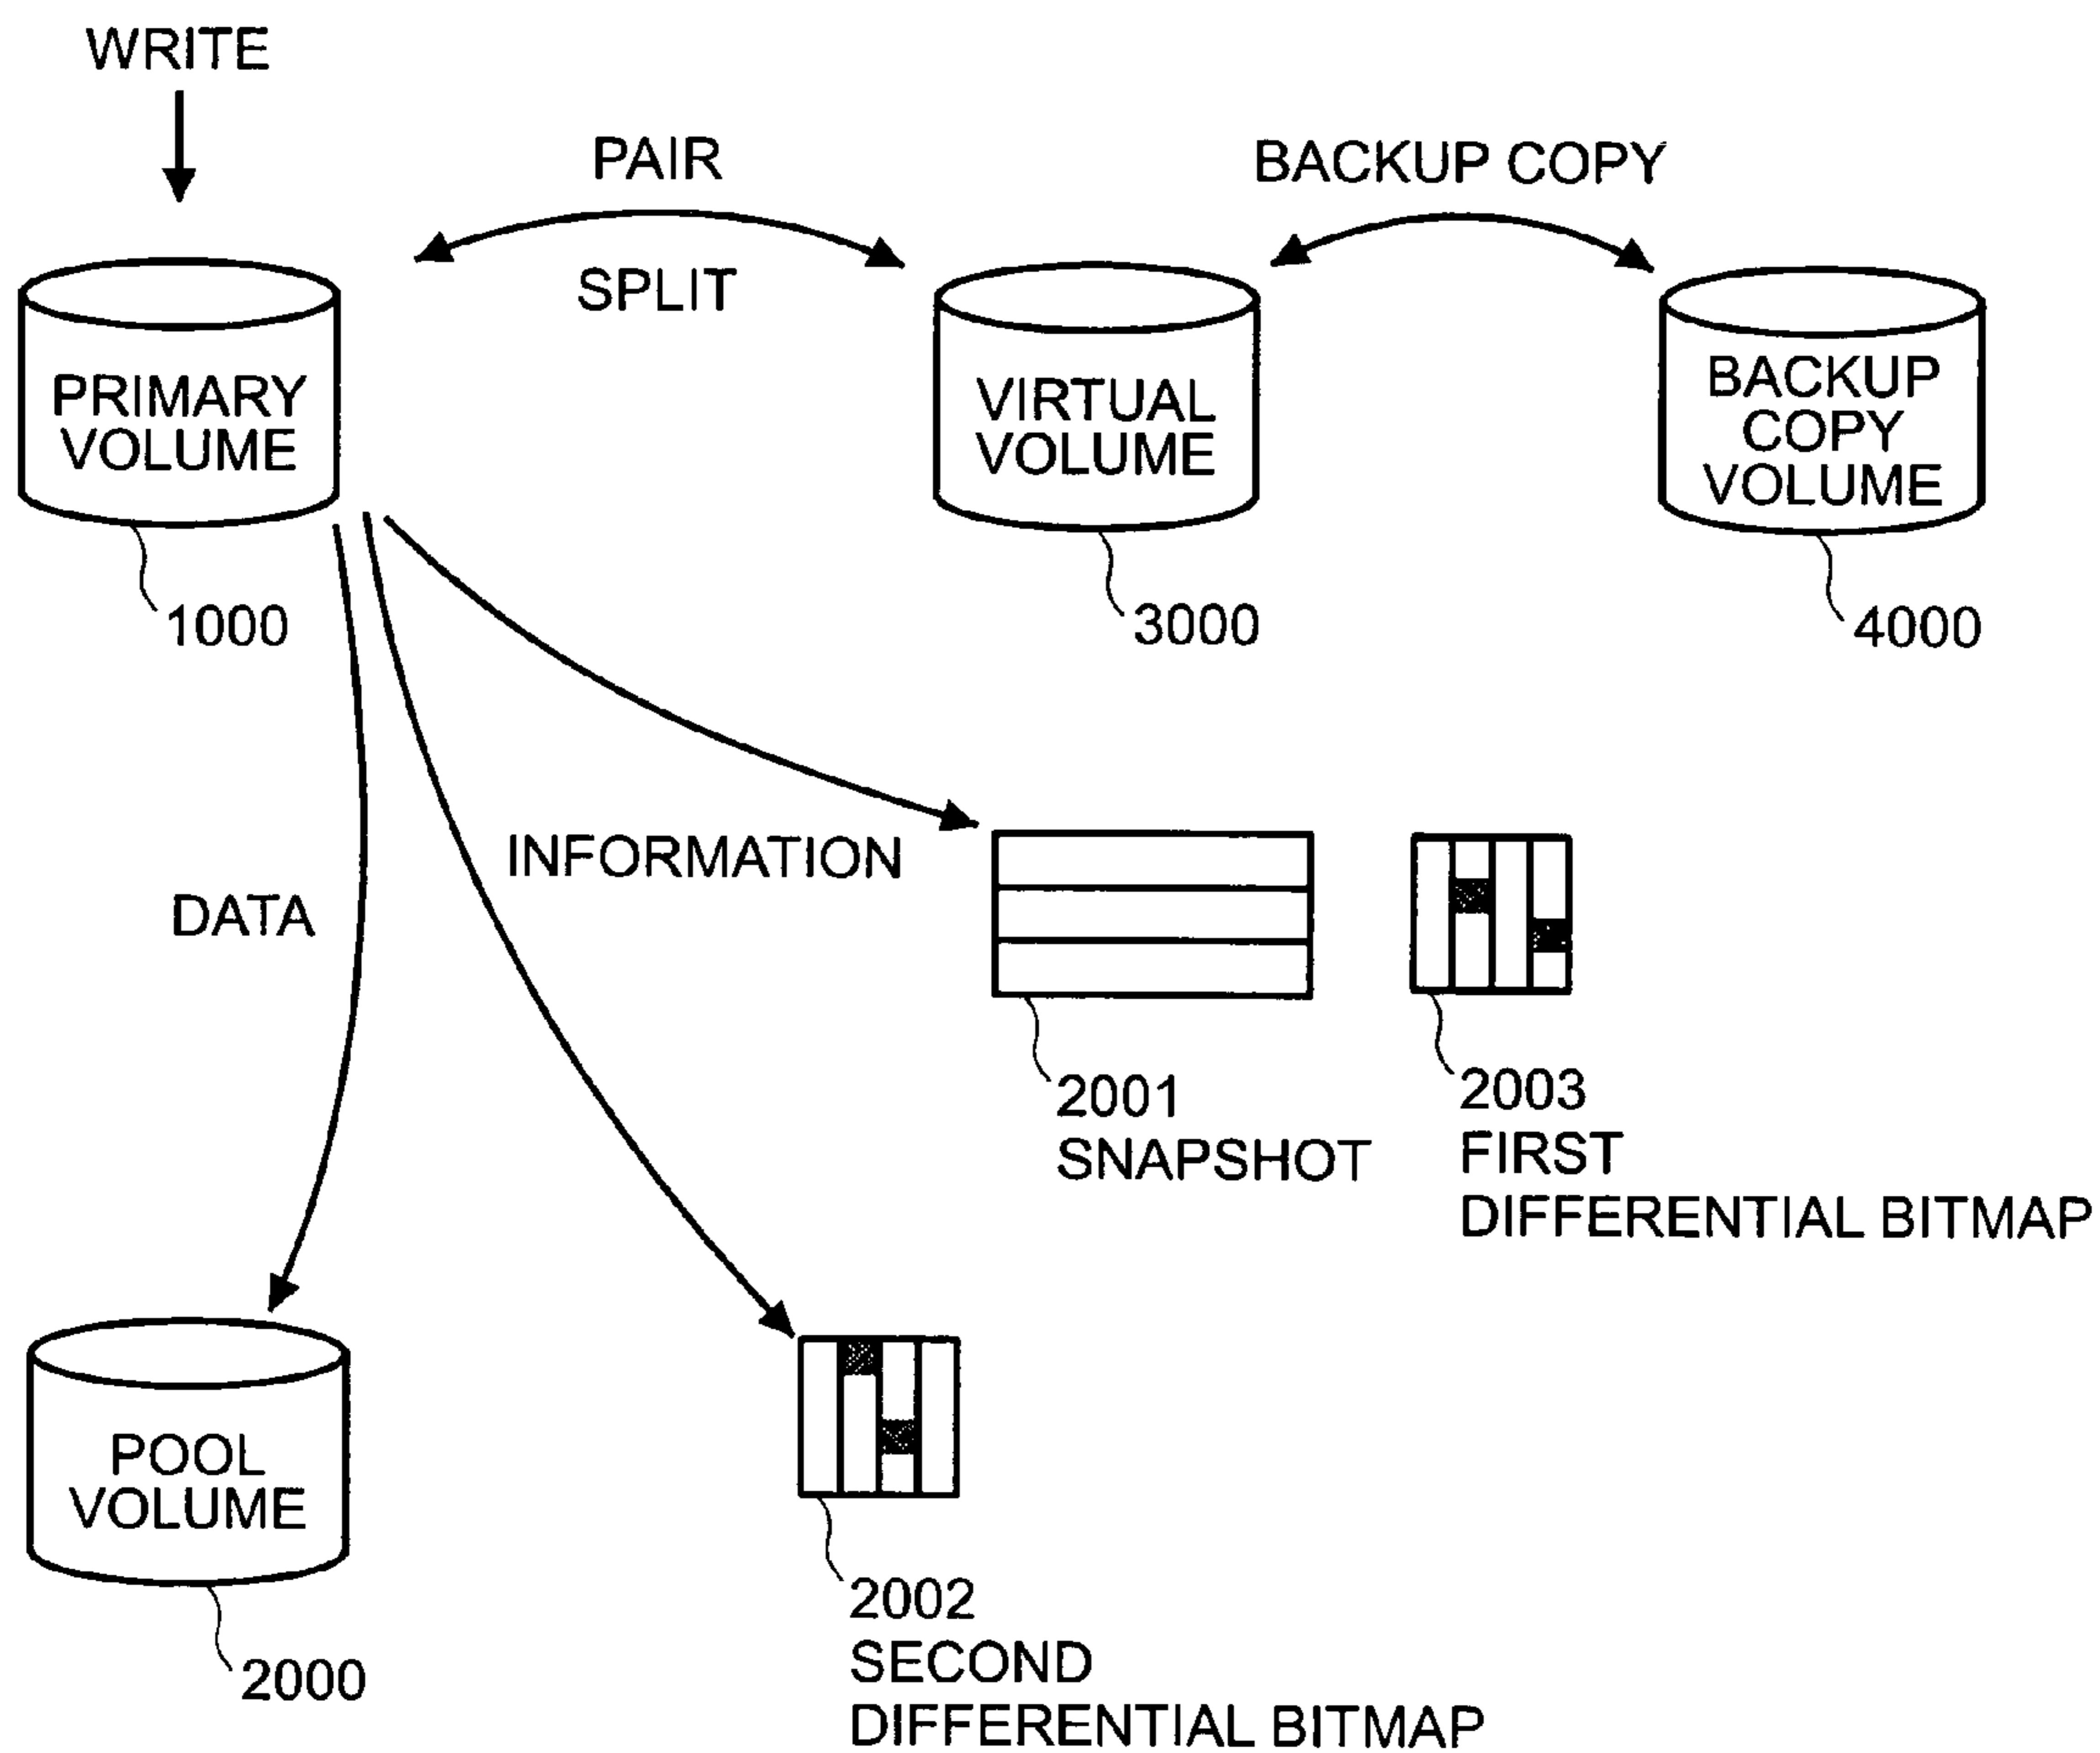 WRITE
PAIR
SPLIT
BACKUP COPY
PRIMARY
VOLUME
1000
VIRTUAL
VOLUME
3000
BACKUP
COPY
VOLUME
4000
INFORMATION
DATA
2001
SNAPSHOT
2003
FIRST
DIFFERENTIAL BITMAP
POOL
VOLUME
2000
2002
SECOND
DIFFERENTIAL BITMAP